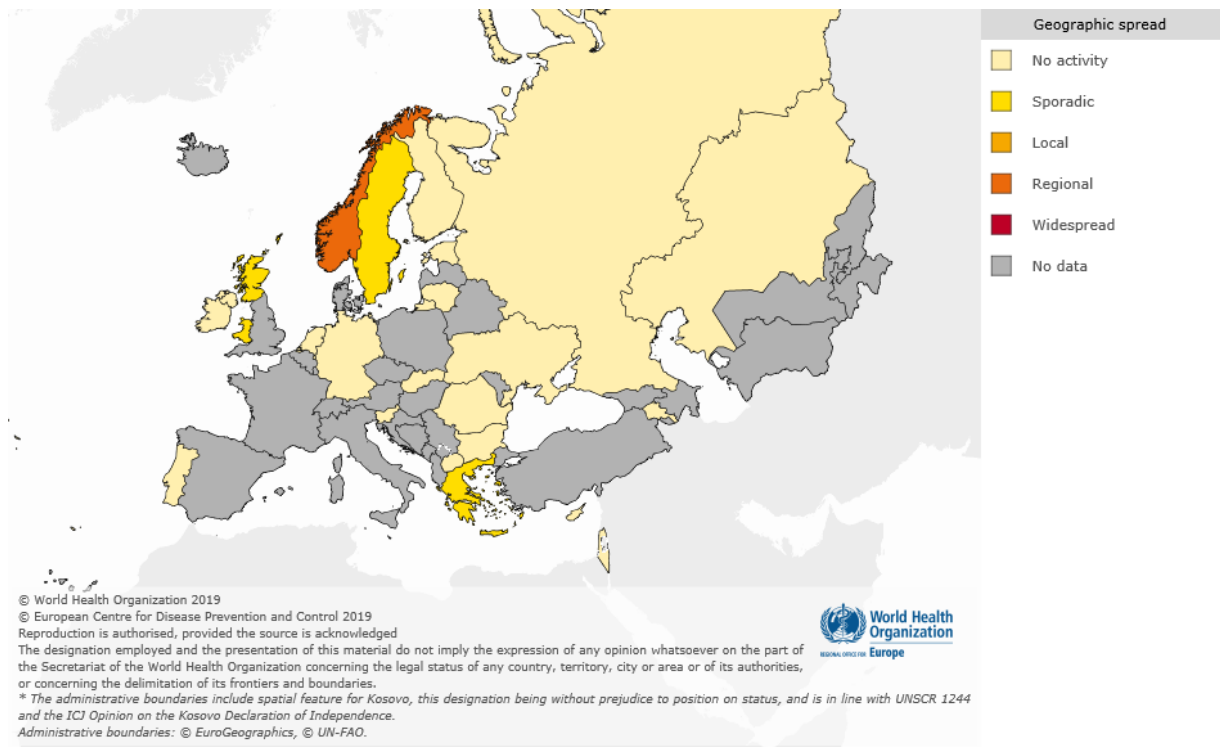 Geographic spread
No activity
Sporadic
Local
Regional
Widespread
No data
© World Health Organization 2019
© European Centre for Disease Prevention and Control 2019
Reproduction is authorised, provided the source is acknowledged
The designation employed and the presentation of this material do not imply the expression of any opinion whatsoever on the part of
the Secretariat of the World Health Organization concerning the legal status of any country, territory, city or area or of its authorities,
or concerning the delimitation of its frontiers and boundaries.
* The administrative boundaries include spatial feature for Kosovo, this designation being without prejudice to position on status, and is in line with UNSCR 1244
and the ICJ Opinion on the Kosovo Declaration of Independence.
Administrative boundaries: © EuroGeographics, © UN-FAO.
World Health
Organization
REGIONAL OFFICE FOR Europe